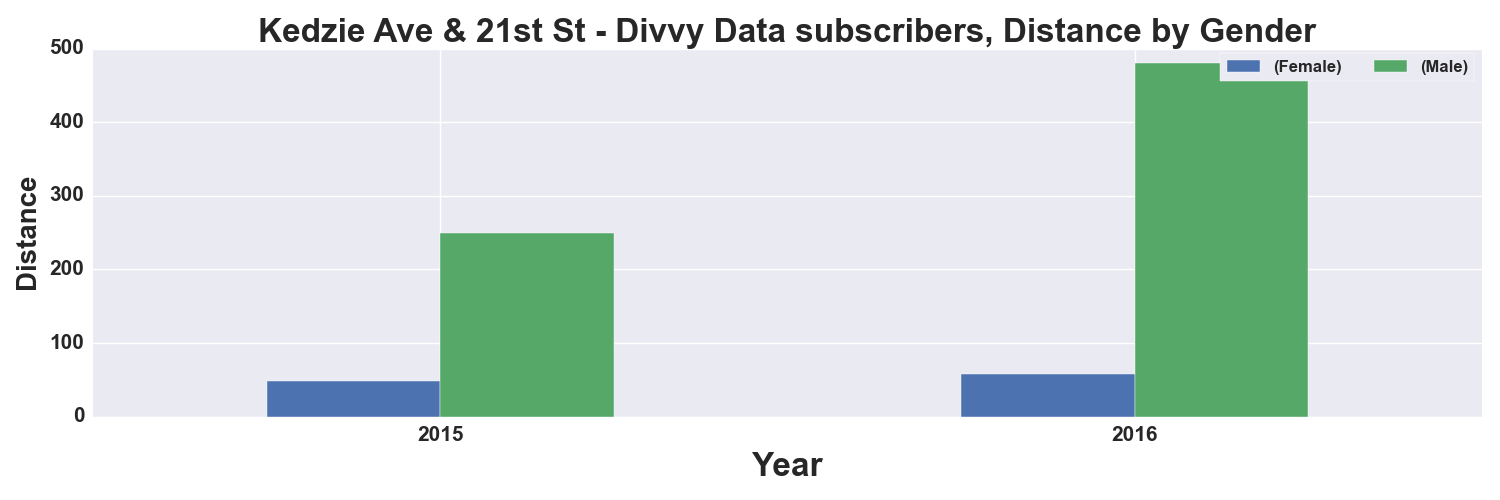 Kedzie Ave & 21st St - Divvy Data subscribers, Distance by Gender
500
400
300
200
100
0
Distance
(Female) (Male)
2015 2016
Year